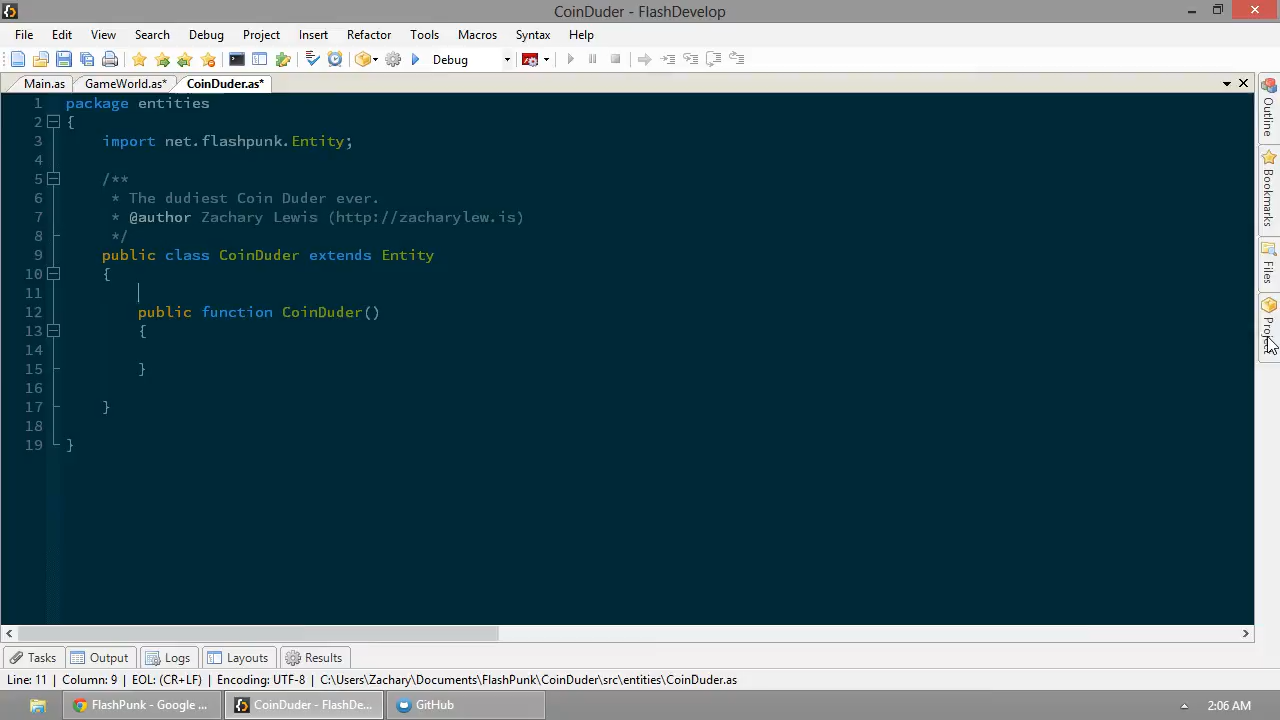 CoinDuder - FlashDevelop
File Edit View Search Debug Project Insert Refactor Tools Macros Syntax Help
Debug
Main.as GameWorld.as* CoinDuder.as*
1 package entities
2 {
3 import net.flashpunk.Entity;
4
5 /**
6 * The dudiest Coin Duder ever.
7 * @author Zachary Lewis (http://zacharylew.is)
8 */
9 public class CoinDuder extends Entity
10 {
11
12 public function CoinDuder()
13 {
14
15 }
16
17 }
18
19 }
Outline
Bookmarks
Files
Project
Tasks Output Logs Layouts Results
Line: 11 Column: 9 EOL: (CR+LF) Encoding: UTF-8 C:\Users\Zachary\Documents\FlashPunk\CoinDuder\src\entities\CoinDuder.as
FlashPunk - Google ... CoinDuder - FlashDe... GitHub 2:06 AM